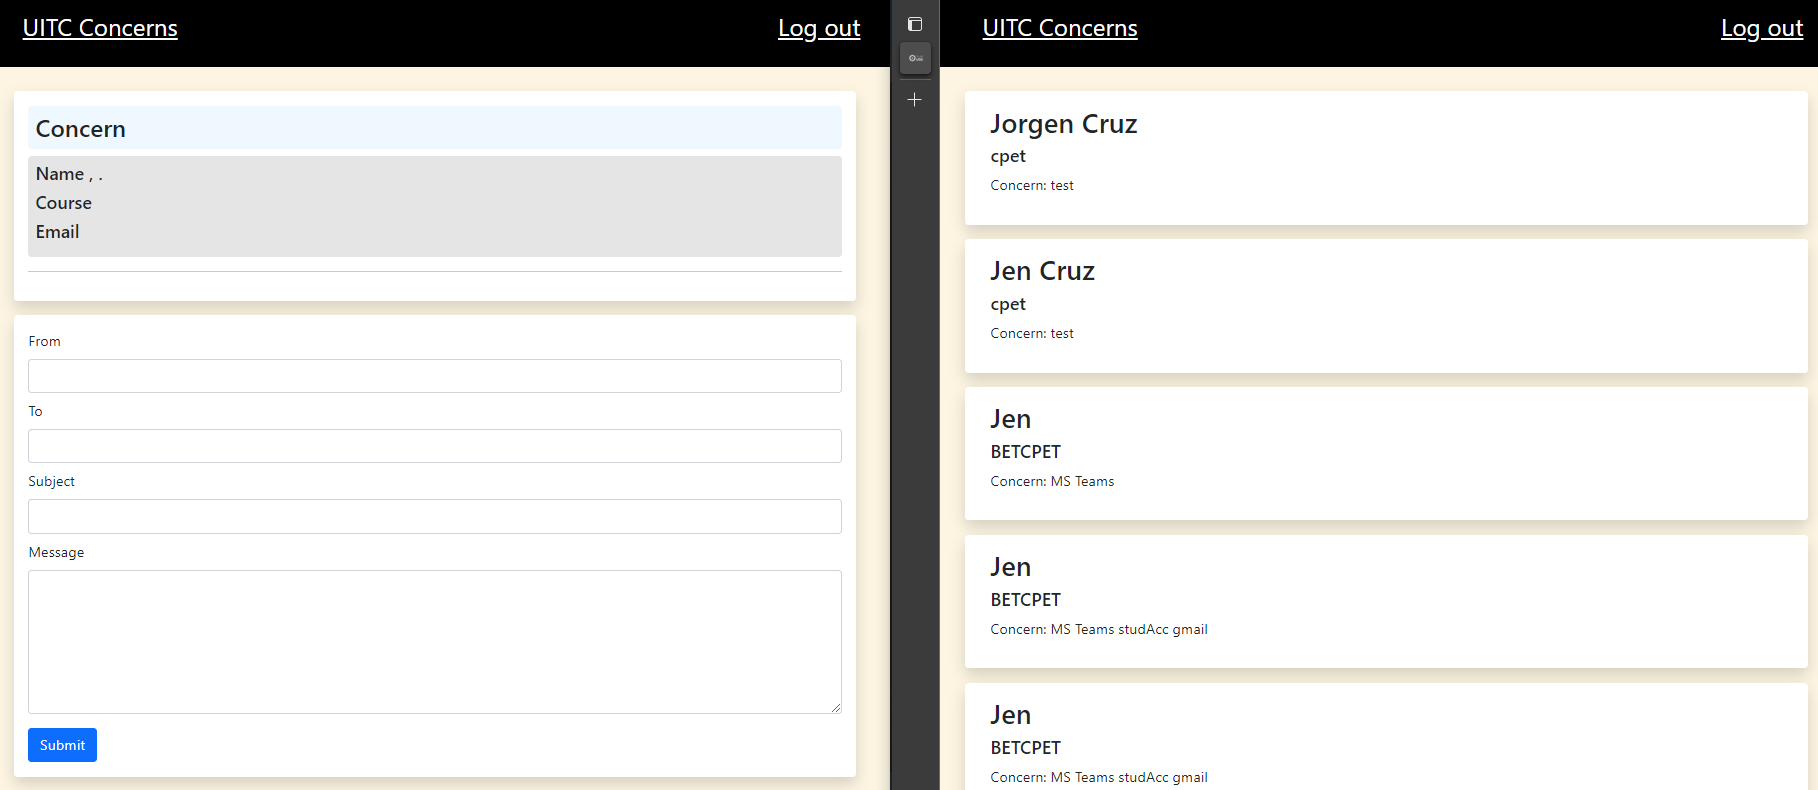 UITC Concerns
Log out
Concern
Name , .
Course
Email
From
To
Subject
Message
Submit
UITC Concerns
Log out
Jorgen Cruz
cpet
Concern: test
Jen Cruz
cpet
Concern: test
Jen
BETCPET
Concern: MS Teams
Jen
BETCPET
Concern: MS Teams studAcc gmail
Jen
BETCPET
Concern: MS Teams studAcc gmail